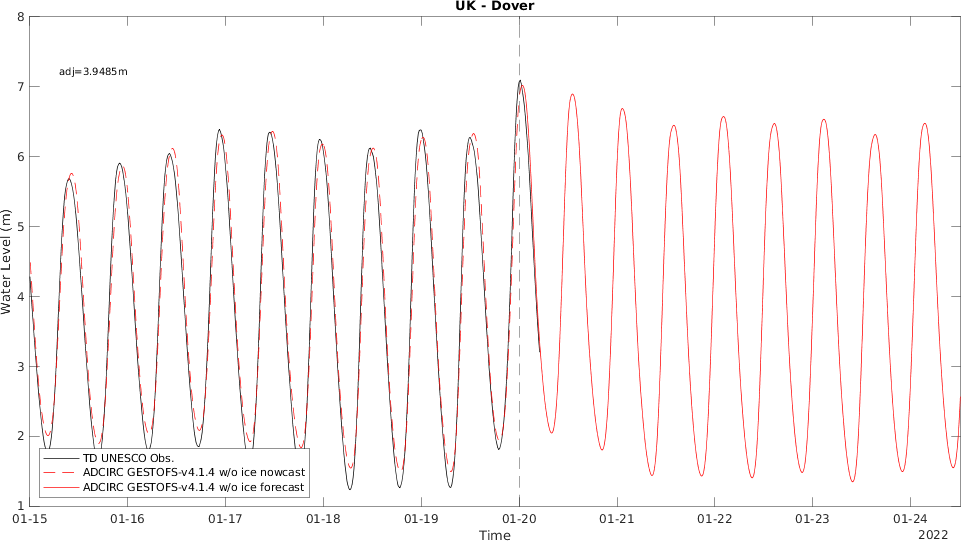 UK - Dover
adj=3.9485m
8
7
6
5
4
3
2
1
Water Level (m)
TD UNESCO Obs.
ADCIRC GESTOFS-v4.1.4 w/o ice nowcast
ADCIRC GESTOFS-v4.1.4 w/o ice forecast
01-15 01-16 01-17 01-18 01-19 01-20 01-21 01-22 01-23 01-24
Time
2022